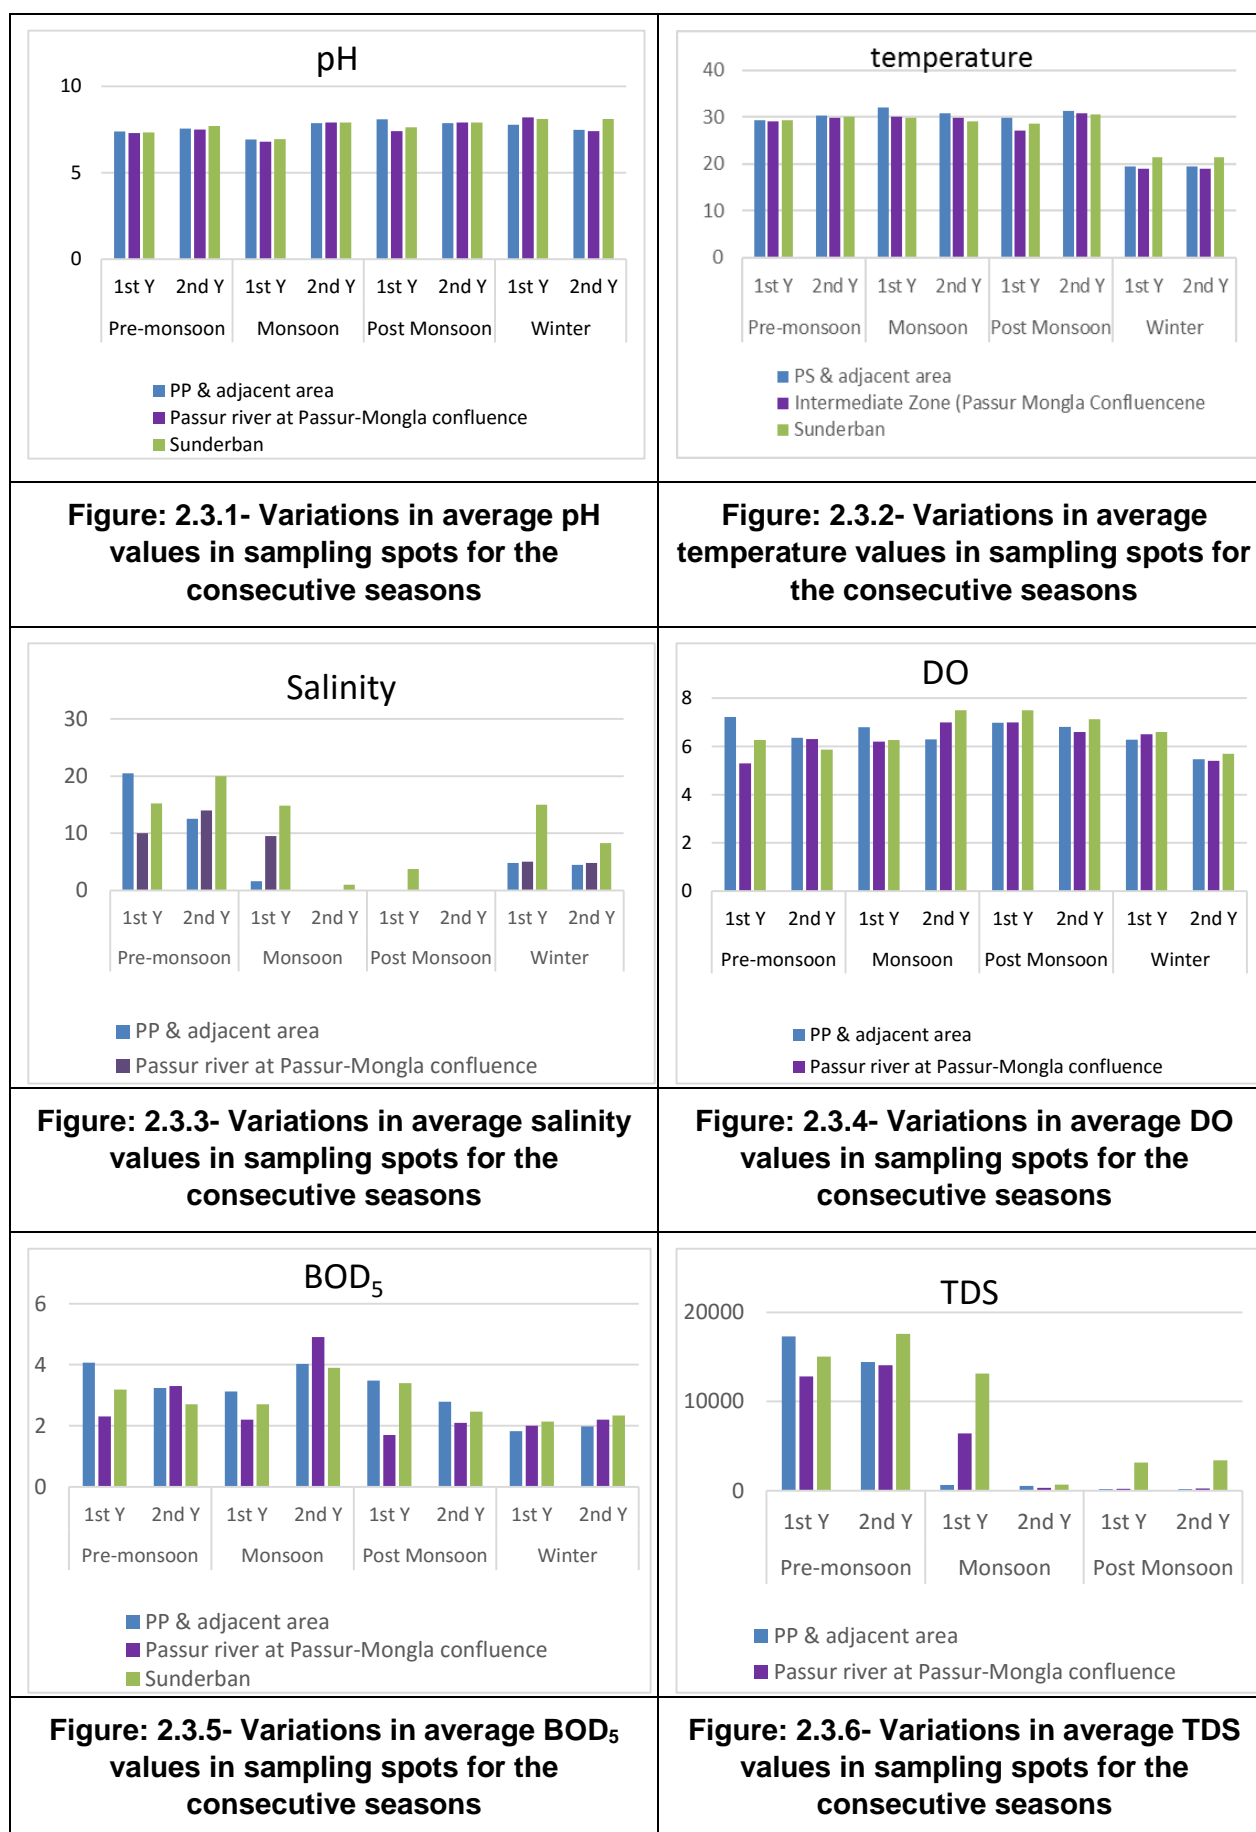 pH
10
5
0
1st Y 2nd Y 1st Y 2nd Y 1st Y 2nd Y 1st Y 2nd Y
Pre-monsoon Monsoon Post Monsoon Winter
PP & adjacent area
Passur river at Passur-Mongla confluence
Sunderban
temperature
40
30
20
10
0
1st Y 2nd Y 1st Y 2nd Y 1st Y 2nd Y 1st Y 2nd Y
Pre-monsoon Monsoon Post Monsoon Winter
PS & adjacent area
Intermediate Zone (Passur Mongla Confluencene
Sunderban
Figure: 2.3.1- Variations in average pH
values in sampling spots for the
consecutive seasons
Figure: 2.3.2- Variations in average
temperature values in sampling spots for
the consecutive seasons
Salinity
30
20
10
0
1st Y 2nd Y 1st Y 2nd Y 1st Y 2nd Y 1st Y 2nd Y
Pre-monsoon Monsoon Post Monsoon Winter
PP & adjacent area
Passur river at Passur-Mongla confluence
DO
8
6
4
2
0
1st Y 2nd Y 1st Y 2nd Y 1st Y 2nd Y 1st Y 2nd Y
Pre-monsoon Monsoon Post Monsoon Winter
PP & adjacent area
Passur river at Passur-Mongla confluence
Figure: 2.3.3- Variations in average salinity
values in sampling spots for the
consecutive seasons
Figure: 2.3.4- Variations in average DO
values in sampling spots for the
consecutive seasons
BOD₅
6
4
2
0
1st Y 2nd Y 1st Y 2nd Y 1st Y 2nd Y 1st Y 2nd Y
Pre-monsoon Monsoon Post Monsoon Winter
PP & adjacent area
Passur river at Passur-Mongla confluence
Sunderban
TDS
20000
10000
0
1st Y 2nd Y 1st Y 2nd Y 1st Y 2nd Y
Pre-monsoon Monsoon Post Monsoon
PP & adjacent area
Passur river at Passur-Mongla confluence
Figure: 2.3.5- Variations in average BOD₅
values in sampling spots for the
consecutive seasons
Figure: 2.3.6- Variations in average TDS
values in sampling spots for the
consecutive seasons